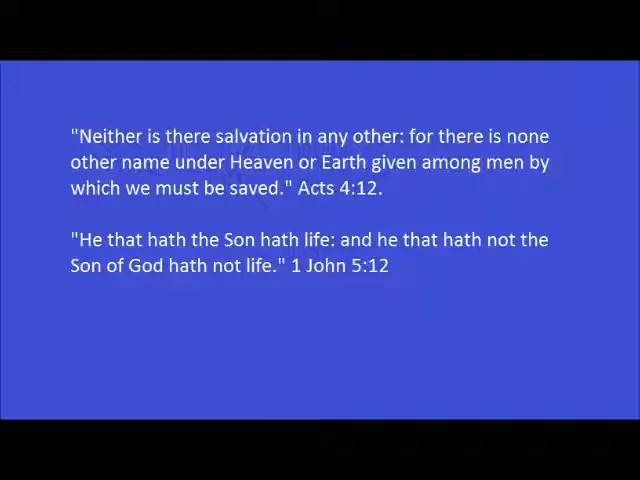 "Neither is there salvation in any other: for there is none
other name under Heaven or Earth given among men by
which we must be saved." Acts 4:12.
"He that hath the Son hath life: and he that hath not the
Son of God hath not life." 1 John 5:12